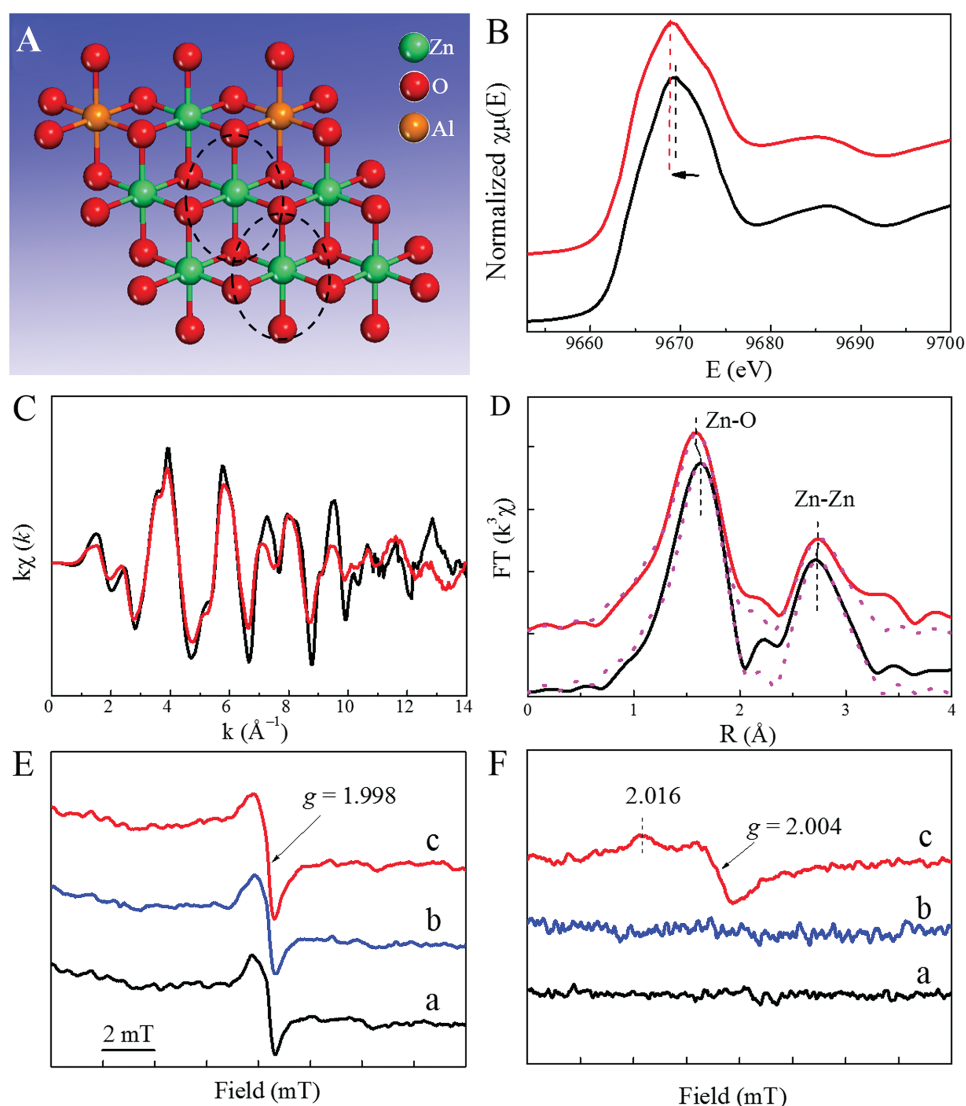 A
Zn
O
Al
B
Normalized χμ(E)
9660 9670 9680 9690 9700
E (eV)
C
kχ (k)
0 2 4 6 8 10 12 14
k (Å⁻¹)
D
Zn-O
Zn-Zn
FT (k³χ)
0 1 2 3 4
R (Å)
E
g = 1.998
c
b
a
2 mT
Field (mT)
F
2.016
g = 2.004
c
b
a
Field (mT)